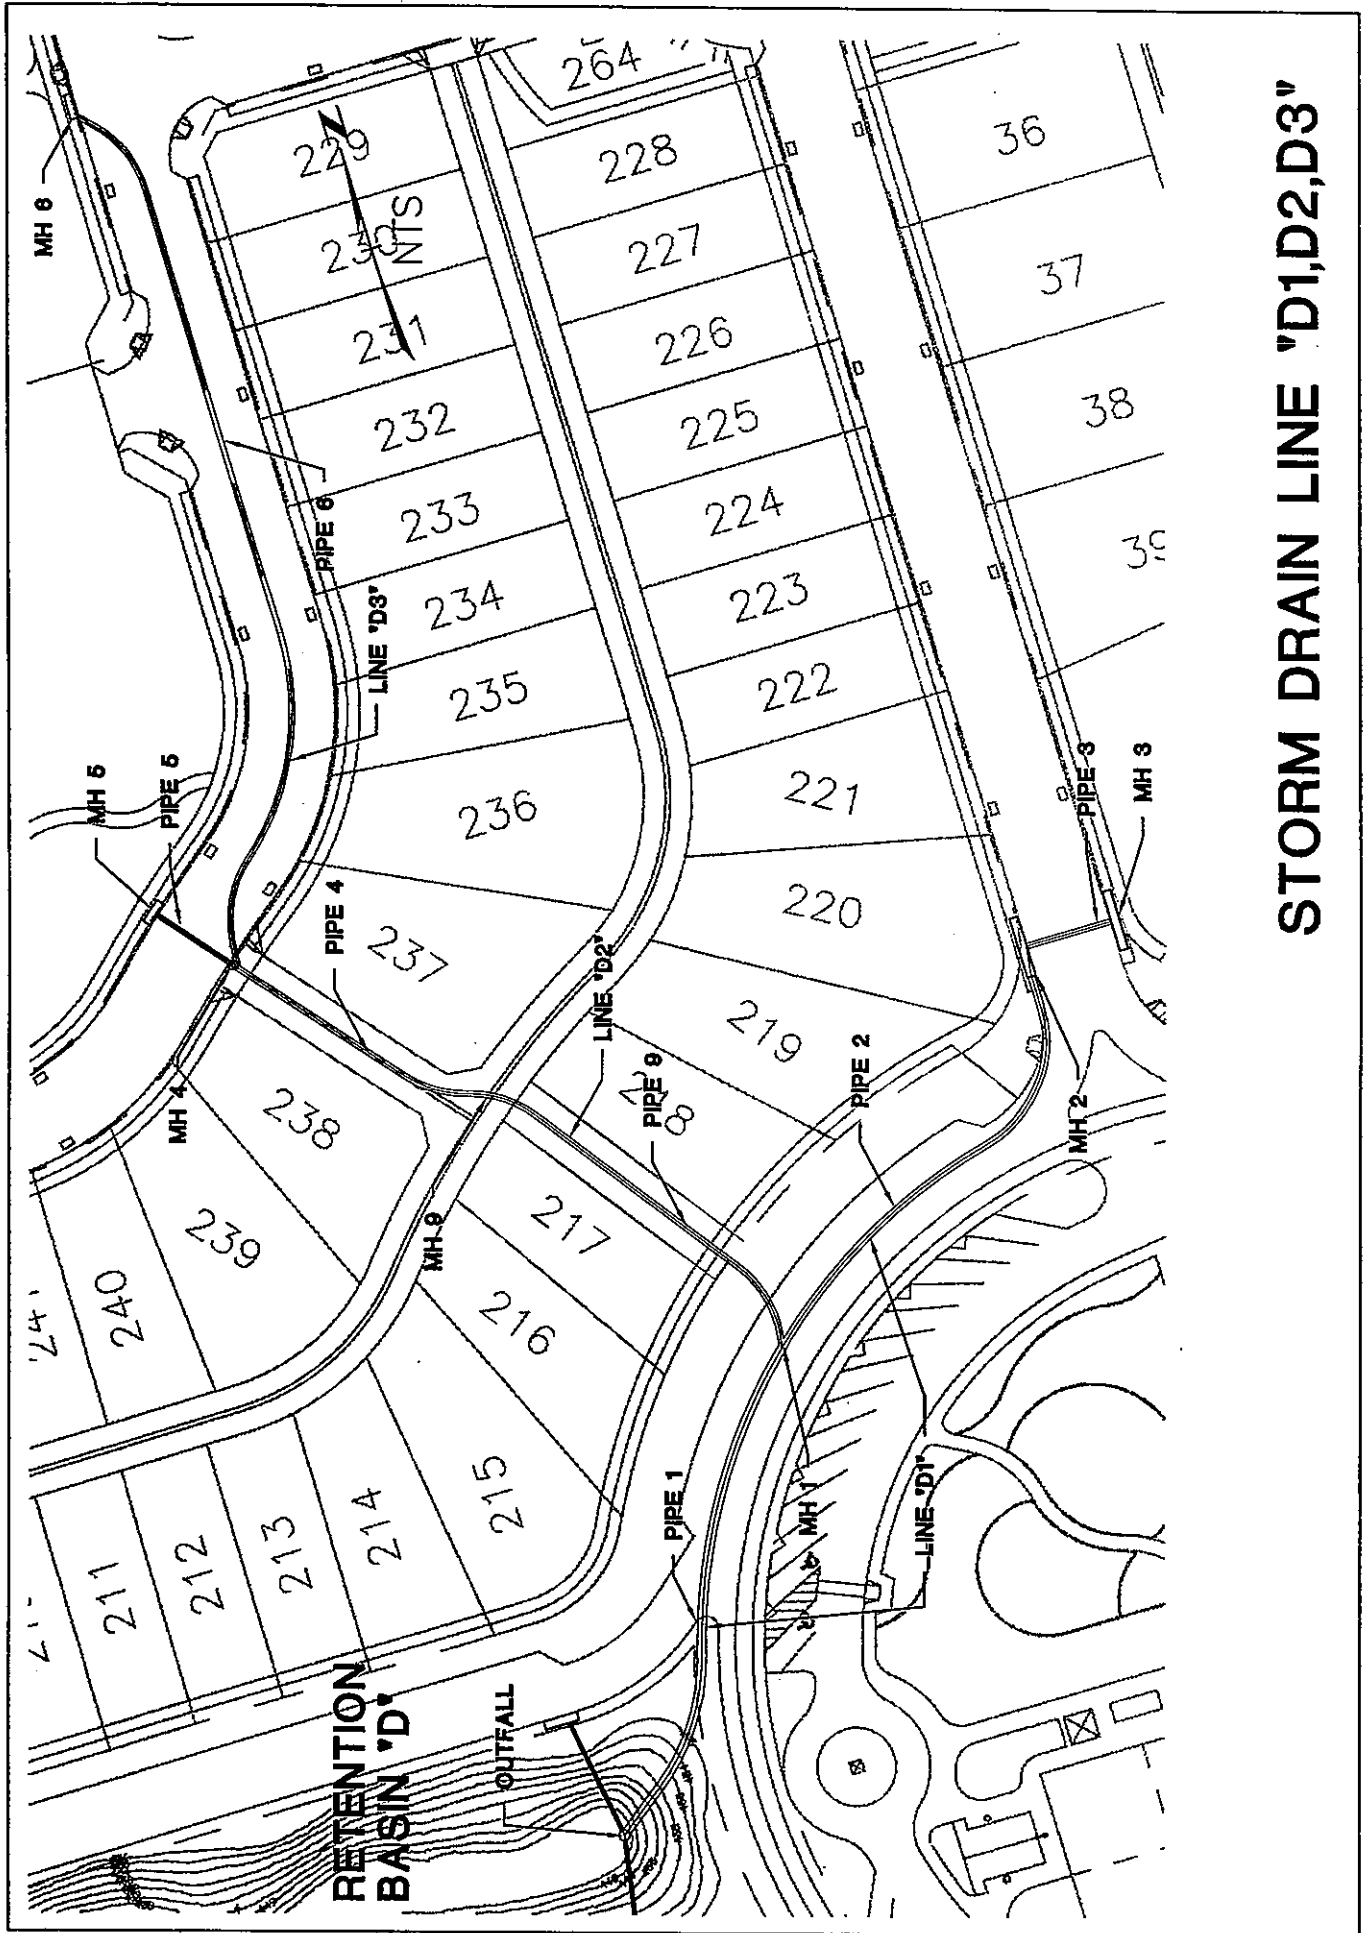 STORM DRAIN LINE "D1,D2,D3"
MH 6
229
NTS
230
231
232
233
234
235
236
237
238
239
240
264
228
227
226
225
224
223
222
221
220
219
218
217
216
215
214
213
212
211
36
37
38
PIPE 6
LINE "D3"
MH 5
PIPE 5
PIPE 4
MH 4
LINE "D2"
PIPE 9
MH 9
PIPE 2
PIPE 3
MH 3
MH 2
PIPE 1
MH 1
LINE "D1"
RETENTION
BASIN "D"
OUTFALL